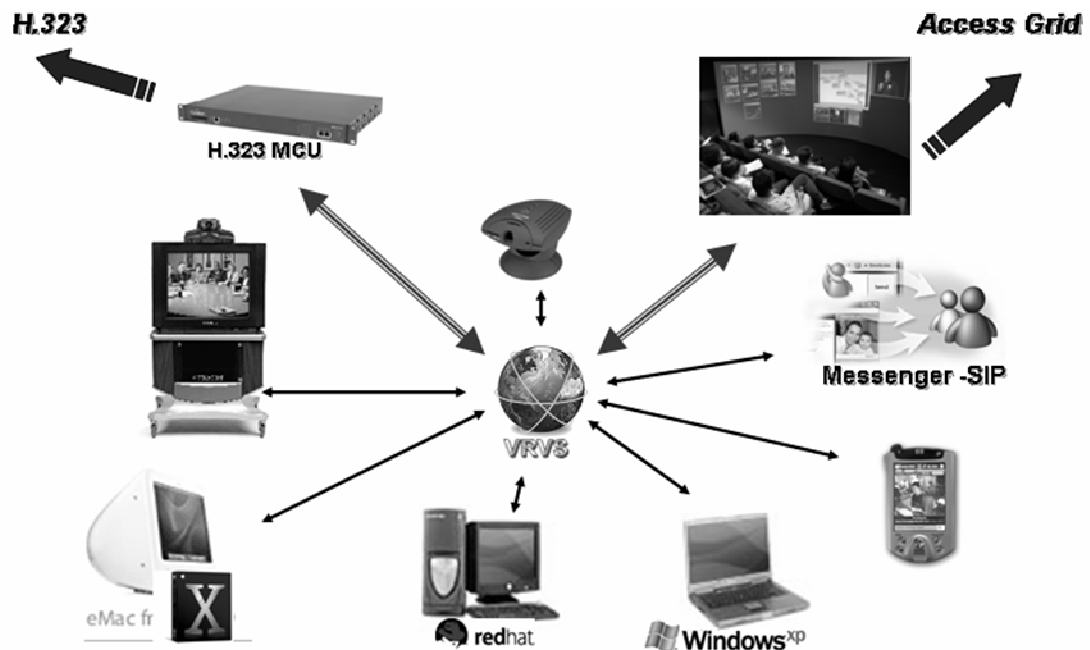 H.323
Access Grid
H.323 MCU
Messenger -SIP
VRVS
eMac fr
X
redhat
Windows xp